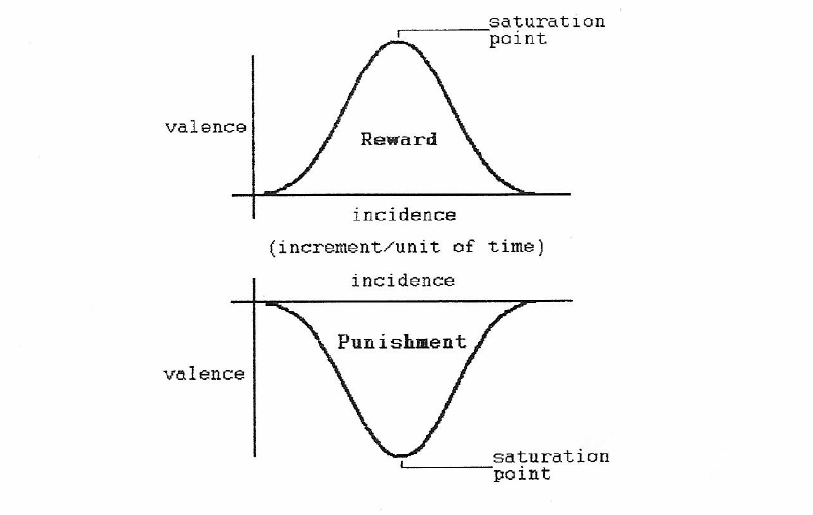 saturation
point
valence
Reward
incidence
(increment/unit of time)
incidence
Punishment
valence
saturation
point